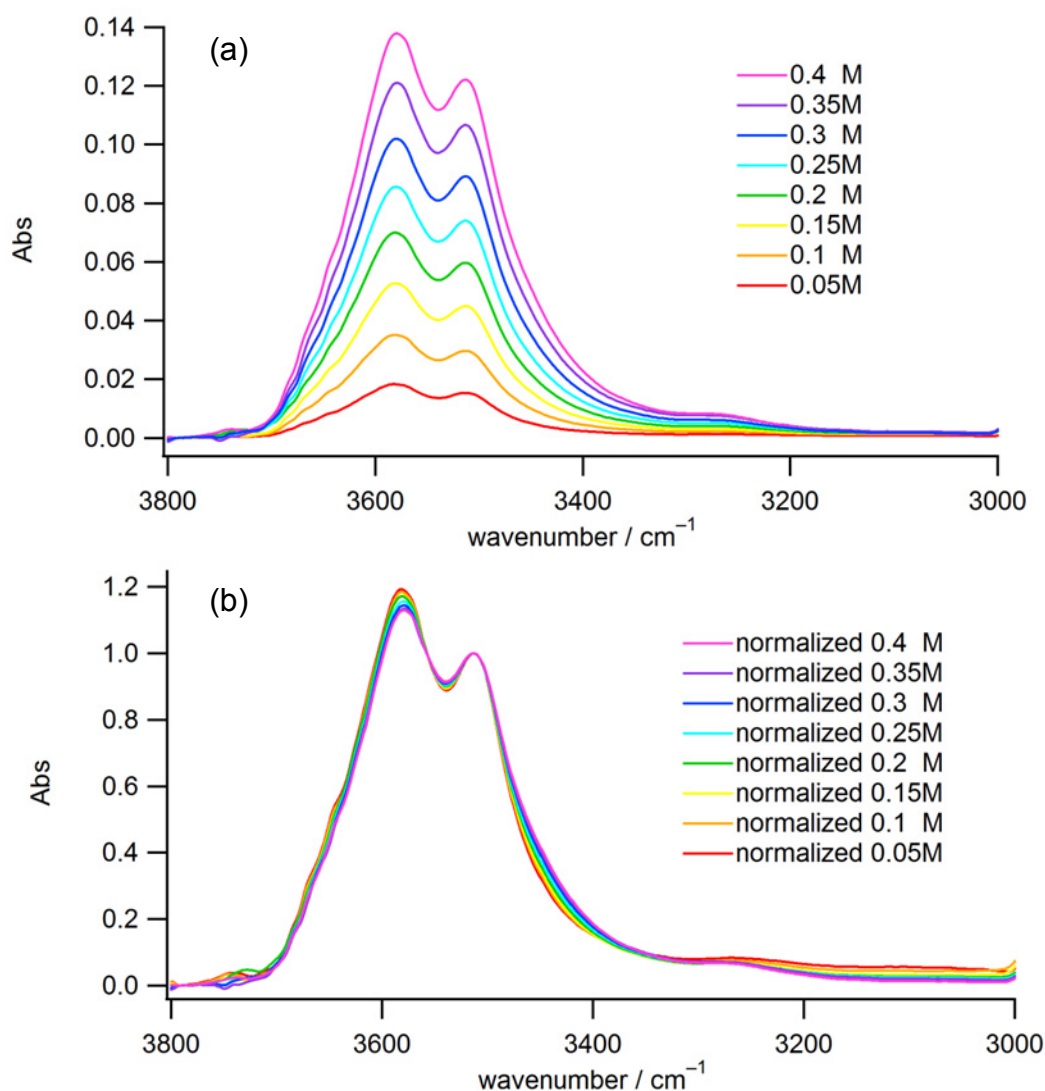 (a)
0.14
0.12
0.10
0.08
0.06
0.04
0.02
0.00
Abs
0.4 M
0.35M
0.3 M
0.25M
0.2 M
0.15M
0.1 M
0.05M
3800
3600
3400
3200
3000
wavenumber / cm⁻¹
(b)
1.2
1.0
0.8
0.6
0.4
0.2
0.0
Abs
normalized 0.4 M
normalized 0.35M
normalized 0.3 M
normalized 0.25M
normalized 0.2 M
normalized 0.15M
normalized 0.1 M
normalized 0.05M
3800
3600
3400
3200
3000
wavenumber / cm⁻¹